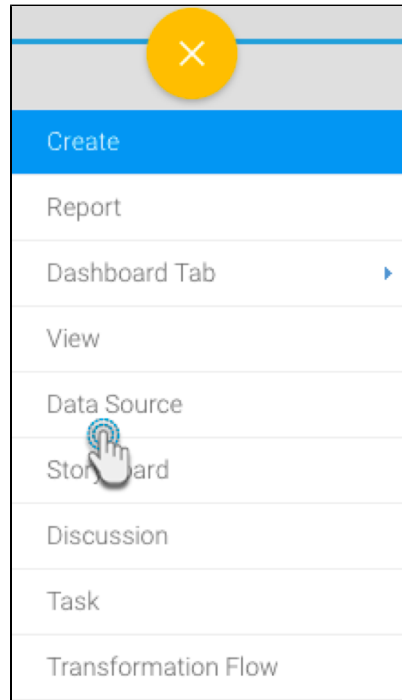 Create
Report
Dashboard Tab
View
Data Source
Discussion
Task
Transformation Flow